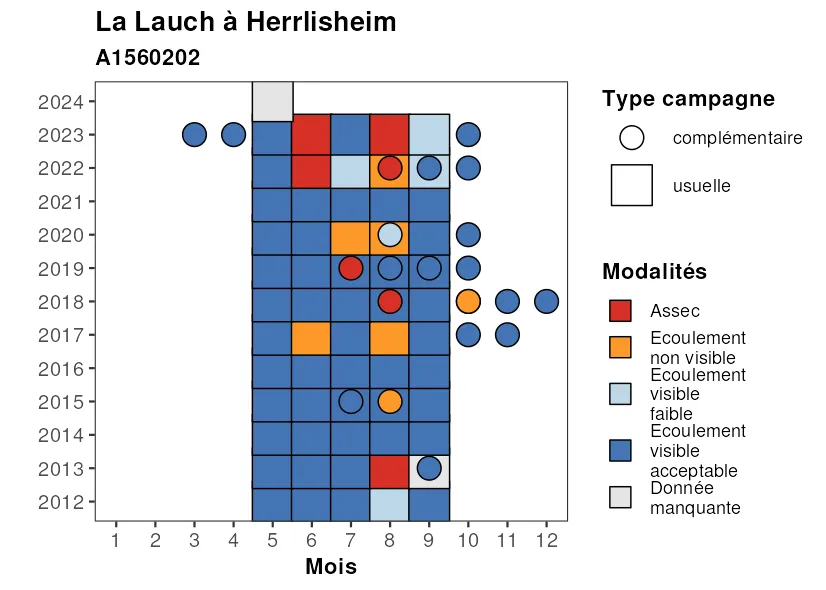 La Lauch à Herrlisheim
A1560202
2024
2023
2022
2021
2020
2019
2018
2017
2016
2015
2014
2013
2012
1 2 3 4 5 6 7 8 9 10 11 12
Mois
Type campagne
complémentaire
usuelle
Modalités
Assec
Ecoulement
non visible
Ecoulement
visible
faible
Ecoulement
visible
acceptable
Donnée
manquante